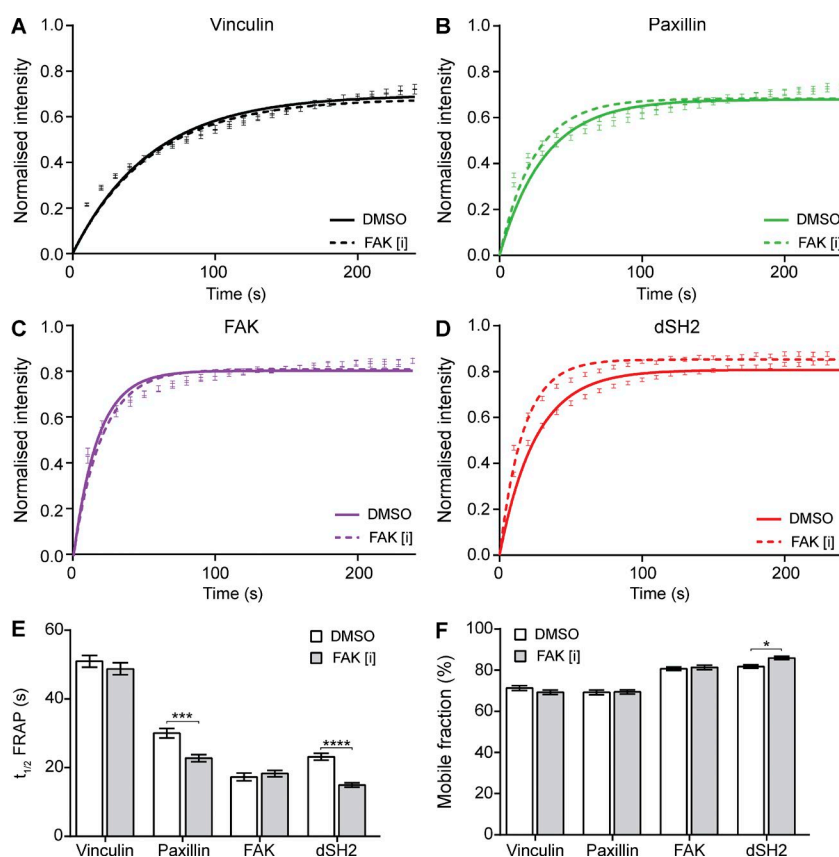 A Vinculin
Normalised intensity
1.0
0.8
0.6
0.4
0.2
0.0
0 100 200
Time (s)
DMSO
FAK [i]
B Paxillin
Normalised intensity
1.0
0.8
0.6
0.4
0.2
0.0
0 100 200
Time (s)
DMSO
FAK [i]
C FAK
Normalised intensity
1.0
0.8
0.6
0.4
0.2
0.0
0 100 200
Time (s)
DMSO
FAK [i]
D dSH2
Normalised intensity
1.0
0.8
0.6
0.4
0.2
0.0
0 100 200
Time (s)
DMSO
FAK [i]
E
t1/2 FRAP (s)
60
40
20
0
DMSO
FAK [i]
***
****
Vinculin Paxillin FAK dSH2
F
Mobile fraction (%)
100
80
60
40
20
0
DMSO
FAK [i]
*
Vinculin Paxillin FAK dSH2